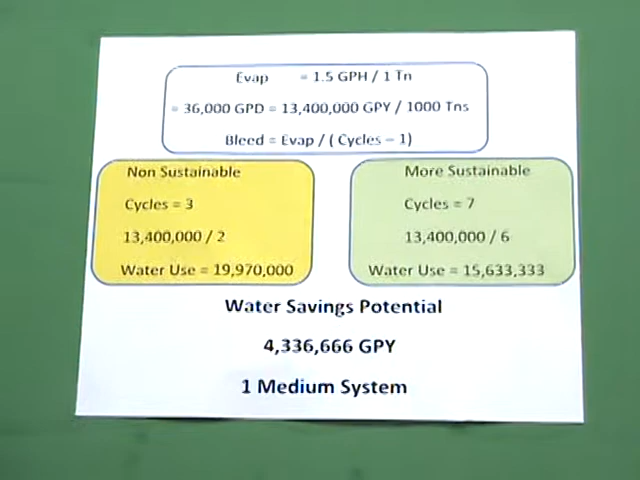 Evap = 1.5 GPH / 1 Tn
= 36,000 GPD = 13,400,000 GPY / 1000 Tns
Bleed = Evap / ( Cycles – 1)
Non Sustainable
Cycles = 3
13,400,000 / 2
Water Use = 19,970,000
More Sustainable
Cycles = 7
13,400,000 / 6
Water Use = 15,633,333
Water Savings Potential
4,336,666 GPY
1 Medium System